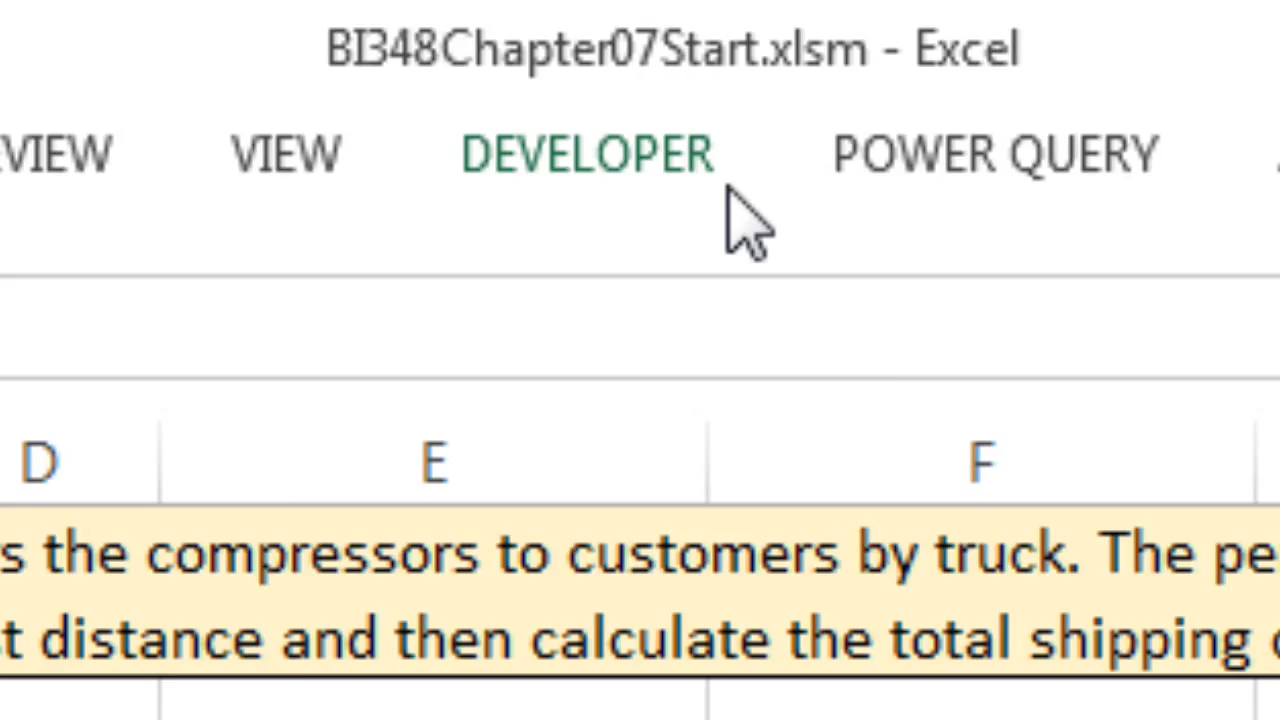 BI348Chapter07Start.xlsm - Excel
VIEW VIEW DEVELOPER POWER QUERY
D E F
s the compressors to customers by truck. The pe
t distance and then calculate the total shipping